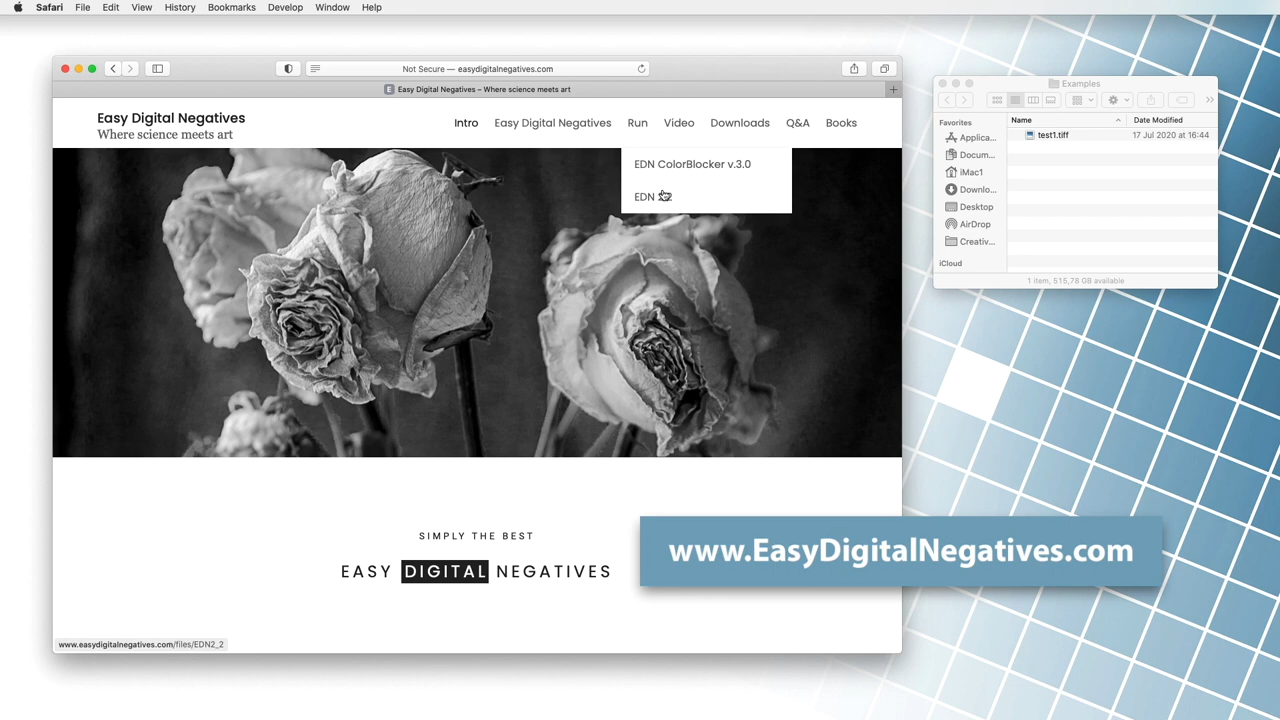 Safari File Edit View History Bookmarks Develop Window Help
Not Secure — easydigitalnegatives.com
Easy Digital Negatives – Where science meets art
Easy Digital Negatives
Where science meets art
Intro Easy Digital Negatives Run Video Downloads Q&A Books
EDN ColorBlocker v.3.0
EDN
SIMPLY THE BEST
EASY DIGITAL NEGATIVES
www.easydigitalnegatives.com/files/EDN2_2
Examples
Favorites
Applica...
Docum...
iMac1
Downlo...
Desktop
AirDrop
Creativ...
iCloud
Name Date Modified
test1.tiff 17 Jul 2020 at 16:44
1 item, 515,78 GB available
www.EasyDigitalNegatives.com